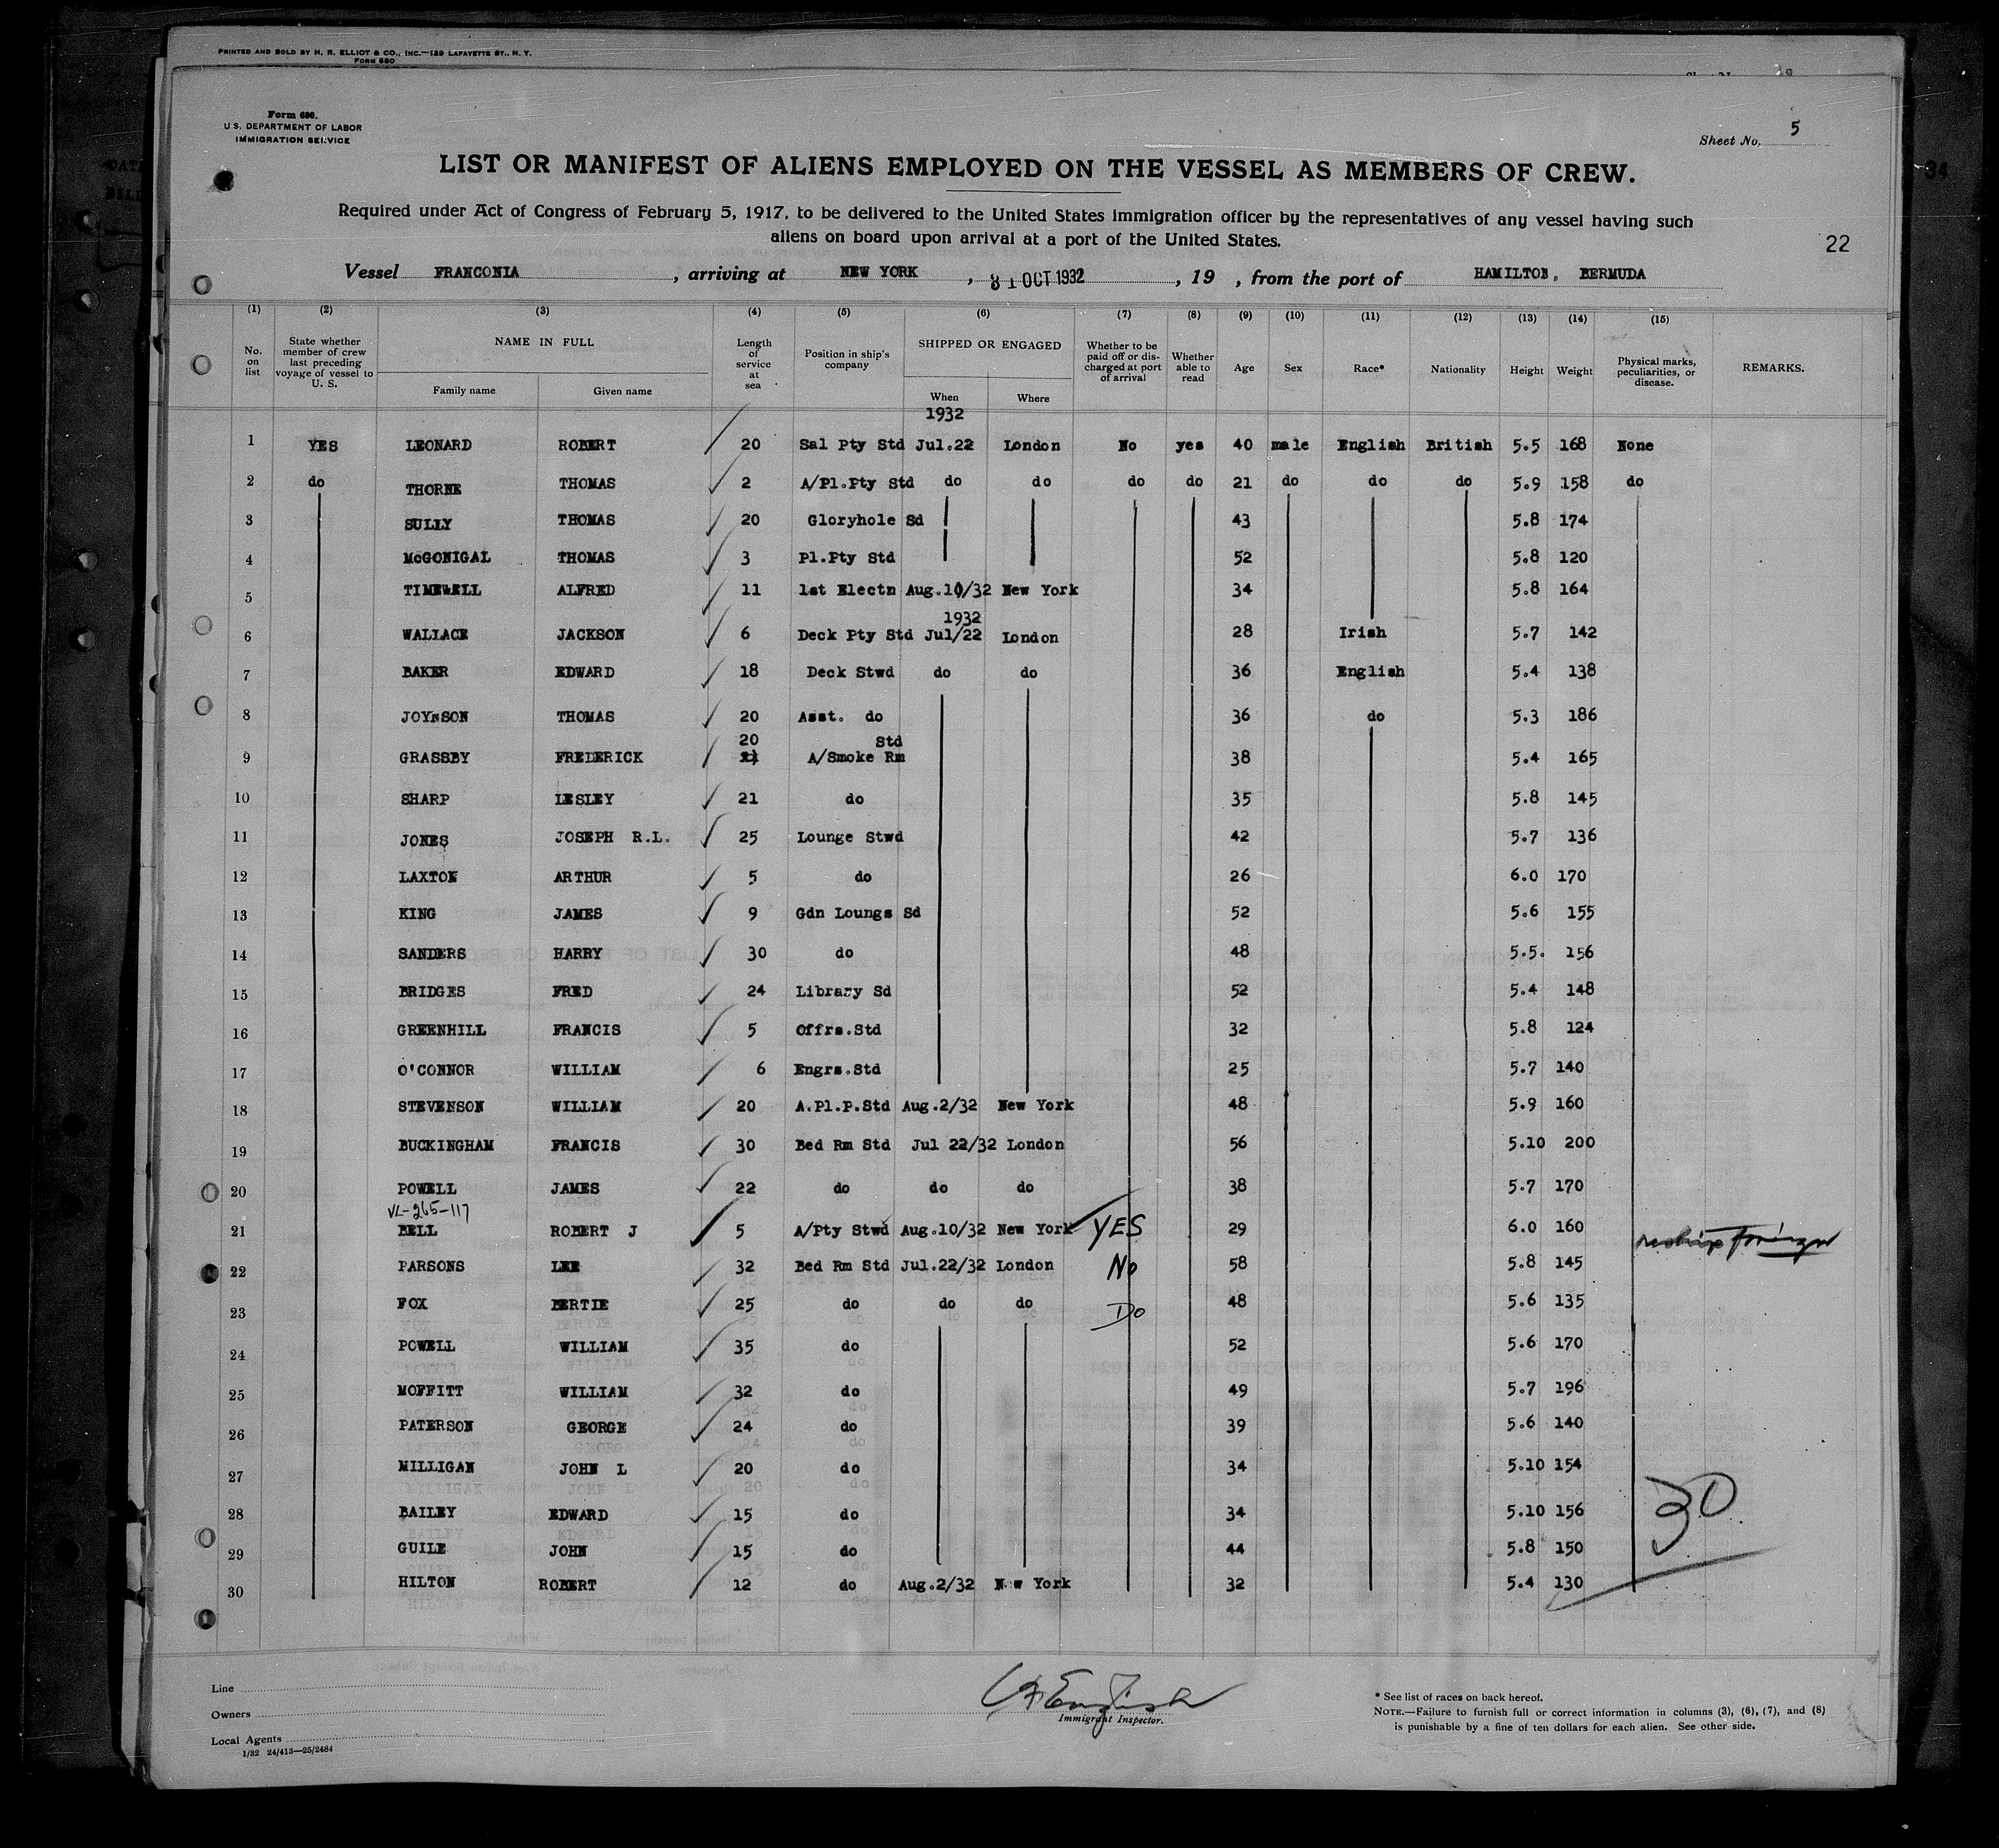 PRINTED AND SOLD BY H. R. ELLIOT & CO., INC.—129 LAFAYETTE ST., N. Y.
FORM 680
Form 680.
U. S. DEPARTMENT OF LABOR
IMMIGRATION SERVICE
Sheet No. 5
LIST OR MANIFEST OF ALIENS EMPLOYED ON THE VESSEL AS MEMBERS OF CREW.
Required under Act of Congress of February 5, 1917, to be delivered to the United States immigration officer by the representatives of any vessel having such
aliens on board upon arrival at a port of the United States.
22
Vessel FRANCONIA, arriving at NEW YORK, 31 OCT 1932, 19 , from the port of HAMILTON. BERMUDA
(1) (2) (3) (4) (5) (6) (7) (8) (9) (10) (11) (12) (13) (14) (15)
No. on list State whether member of crew last preceding voyage of vessel to U. S. NAME IN FULL Family name Given name Length of service at sea Position in ship's company SHIPPED OR ENGAGED When Where Whether to be paid off or discharged at port of arrival Whether able to read Age Sex Race* Nationality Height Weight Physical marks, peculiarities, or disease. REMARKS.
1932
1 YES LEONARD ROBERT 20 Sal Pty Std Jul.22 London No yes 40 male English British 5.5 168 None
2 do THORNE THOMAS 2 A/Pl.Pty Std do do do do 21 do do do 5.9 158 do
3 SULLY THOMAS 20 Gloryhole Sd 43 5.8 174
4 McGONIGAL THOMAS 3 Pl.Pty Std 52 5.8 120
5 TIMEWELL ALFRED 11 1st Electn Aug.10/32 New York 34 5.8 164
1932
6 WALLACE JACKSON 6 Deck Pty Std Jul/22 London 28 Irish 5.7 142
7 BAKER EDWARD 18 Deck Stwd do do 36 English 5.4 138
8 JOYNSON THOMAS 20 Asst. do 36 do 5.3 186
20 Std
9 GRASSBY FREDERICK A/Smoke Rm 38 5.4 165
10 SHARP LESLEY 21 do 35 5.8 145
11 JONES JOSEPH R.L. 25 Lounge Stwd 42 5.7 136
12 LAXTON ARTHUR 5 do 26 6.0 170
13 KING JAMES 9 Gdn Lounge Sd 52 5.6 155
14 SANDERS HARRY 30 do 48 5.5. 156
15 BRIDGES FRED 24 Library Sd 52 5.4 148
16 GREENHILL FRANCIS 5 Offrs.Std 32 5.8 124
17 O'CONNOR WILLIAM 6 Engrs.Std 25 5.7 140
18 STEVENSON WILLIAM 20 A.Pl.P.Std Aug.2/32 New York 48 5.9 160
19 BUCKINGHAM FRANCIS 30 Bed Rm Std Jul 22/32 London 56 5.10 200
20 POWELL JAMES 22 do do do 38 5.7 170
VL-265-117
21 BELL ROBERT J 5 A/Pty Stwd Aug.10/32 New York YES 29 6.0 160
22 PARSONS LEE 32 Bed Rm Std Jul.22/32 London No 58 5.8 145
23 FOX BERTIE 25 do do do Do 48 5.6 135
24 POWELL WILLIAM 35 do 52 5.6 170
25 MOFFITT WILLIAM 32 do 49 5.7 196
26 PATERSON GEORGE 24 do 39 5.6 140
27 MILLIGAN JOHN L 20 do 34 5.10 154
28 BAILEY EDWARD 15 do 34 5.10 156
29 GUILE JOHN 15 do 44 5.8 150
30 HILTON ROBERT 12 do Aug.2/32 New York 32 5.4 130
30
Line
Owners
Local Agents
1/32 24/413—25/2484
English
Immigrant Inspector.
* See list of races on back hereof.
NOTE.—Failure to furnish full or correct information in columns (3), (6), (7), and (8)
is punishable by a fine of ten dollars for each alien. See other side.
34